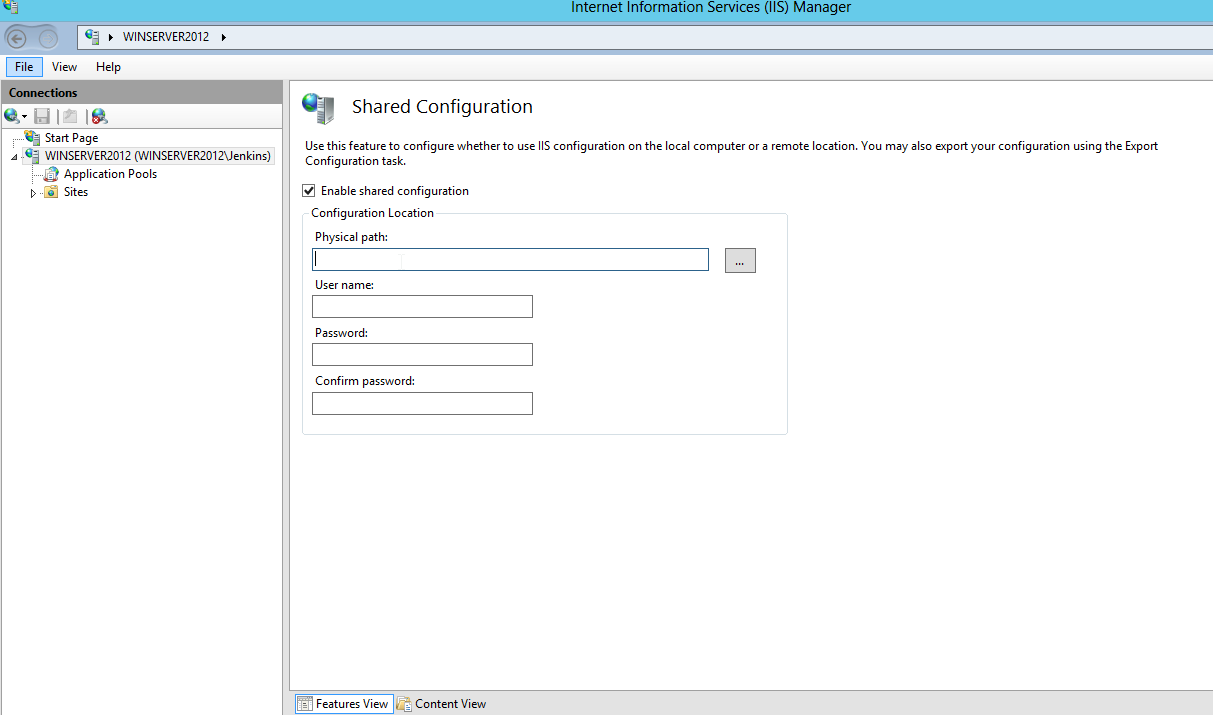 Internet Information Services (IIS) Manager
WINSERVER2012
File View Help
Connections
Start Page
WINSERVER2012 (WINSERVER2012\Jenkins)
Application Pools
Sites
Shared Configuration
Use this feature to configure whether to use IIS configuration on the local computer or a remote location. You may also export your configuration using the Export
Configuration task.
Enable shared configuration
Configuration Location
Physical path:
...
User name:
Password:
Confirm password:
Features View Content View